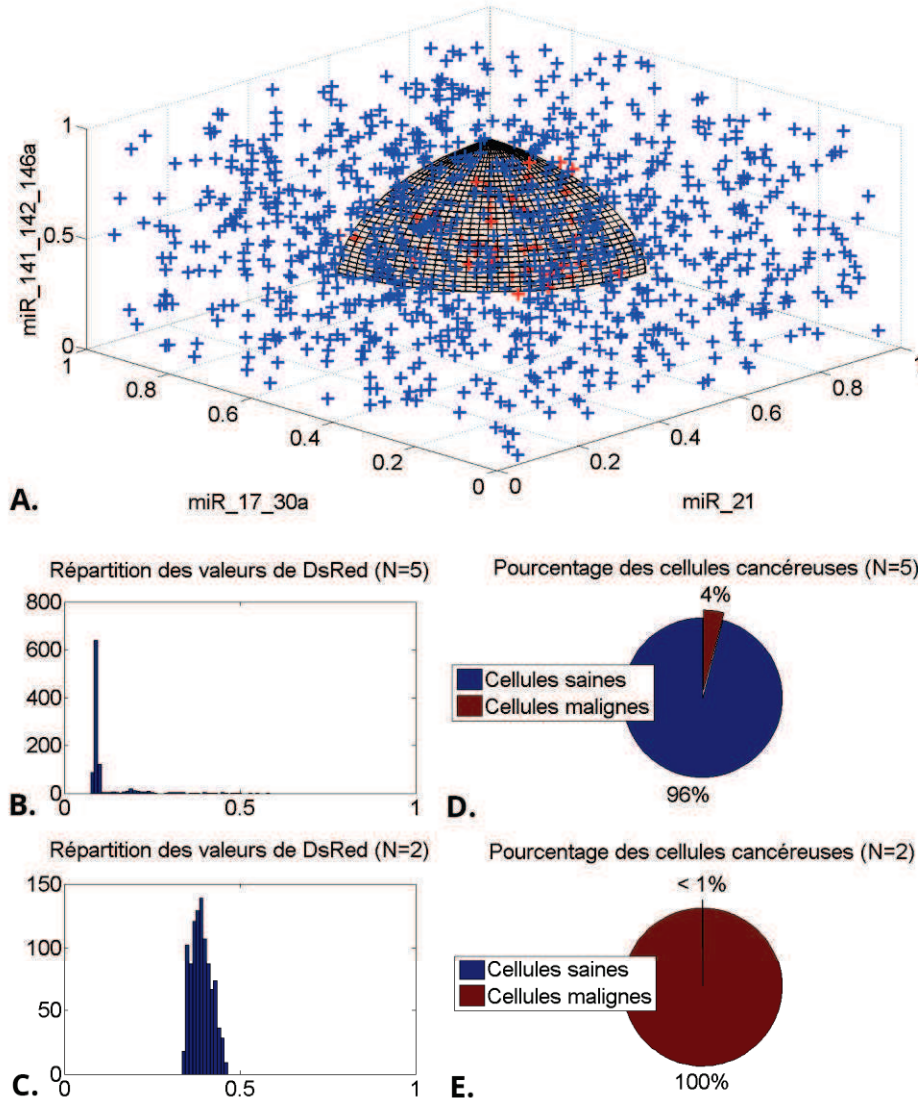 1
0.5
0
miR_141_142_146a
1
0.8
0.6
0.4
0.2
0
miR_17_30a
0
0.2
0.4
0.6
0.8
1
miR_21
A.
Répartition des valeurs de DsRed (N=5)
800
600
400
200
0
0
0.5
1
B.
Pourcentage des cellules cancéreuses (N=5)
4%
Cellules saines
Cellules malignes
96%
D.
Répartition des valeurs de DsRed (N=2)
150
100
50
0
0
0.5
1
C.
Pourcentage des cellules cancéreuses (N=2)
< 1%
Cellules saines
Cellules malignes
100%
E.